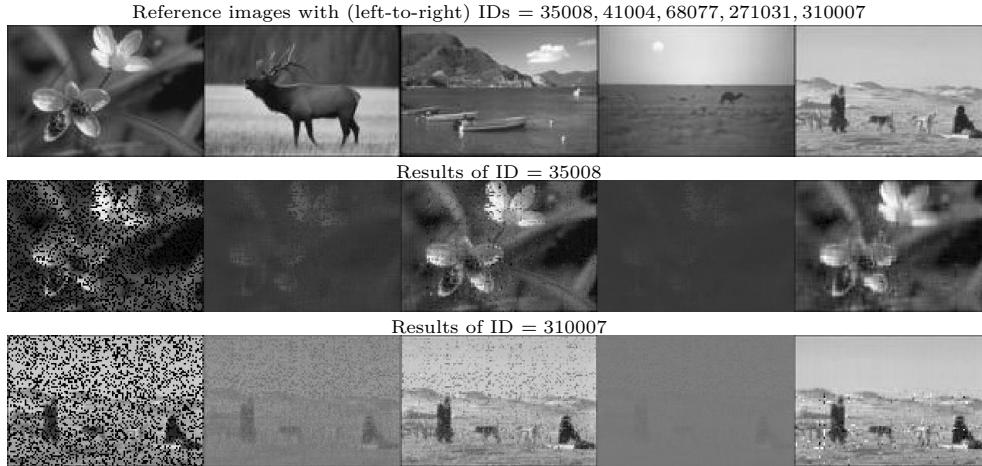 Reference images with (left-to-right) IDs = 35008, 41004, 68077, 271031, 310007
Results of ID = 35008
Results of ID = 310007